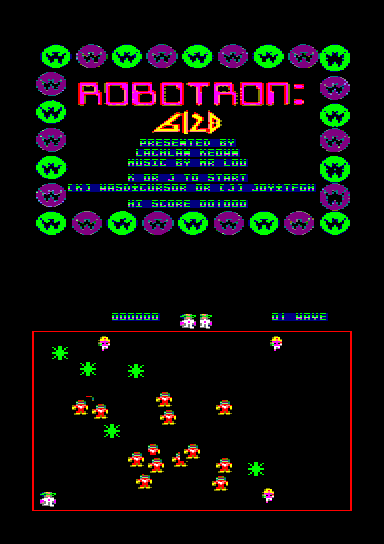 ROBOTRON:
6128
PRESENTED BY
LACHLAN KEOWN
MUSIC BY MR LOU
K OR J TO START
[K] WASD±CURSOR OR [J] JOY±TFGH
HI SCORE 001000
000000 01 WAVE